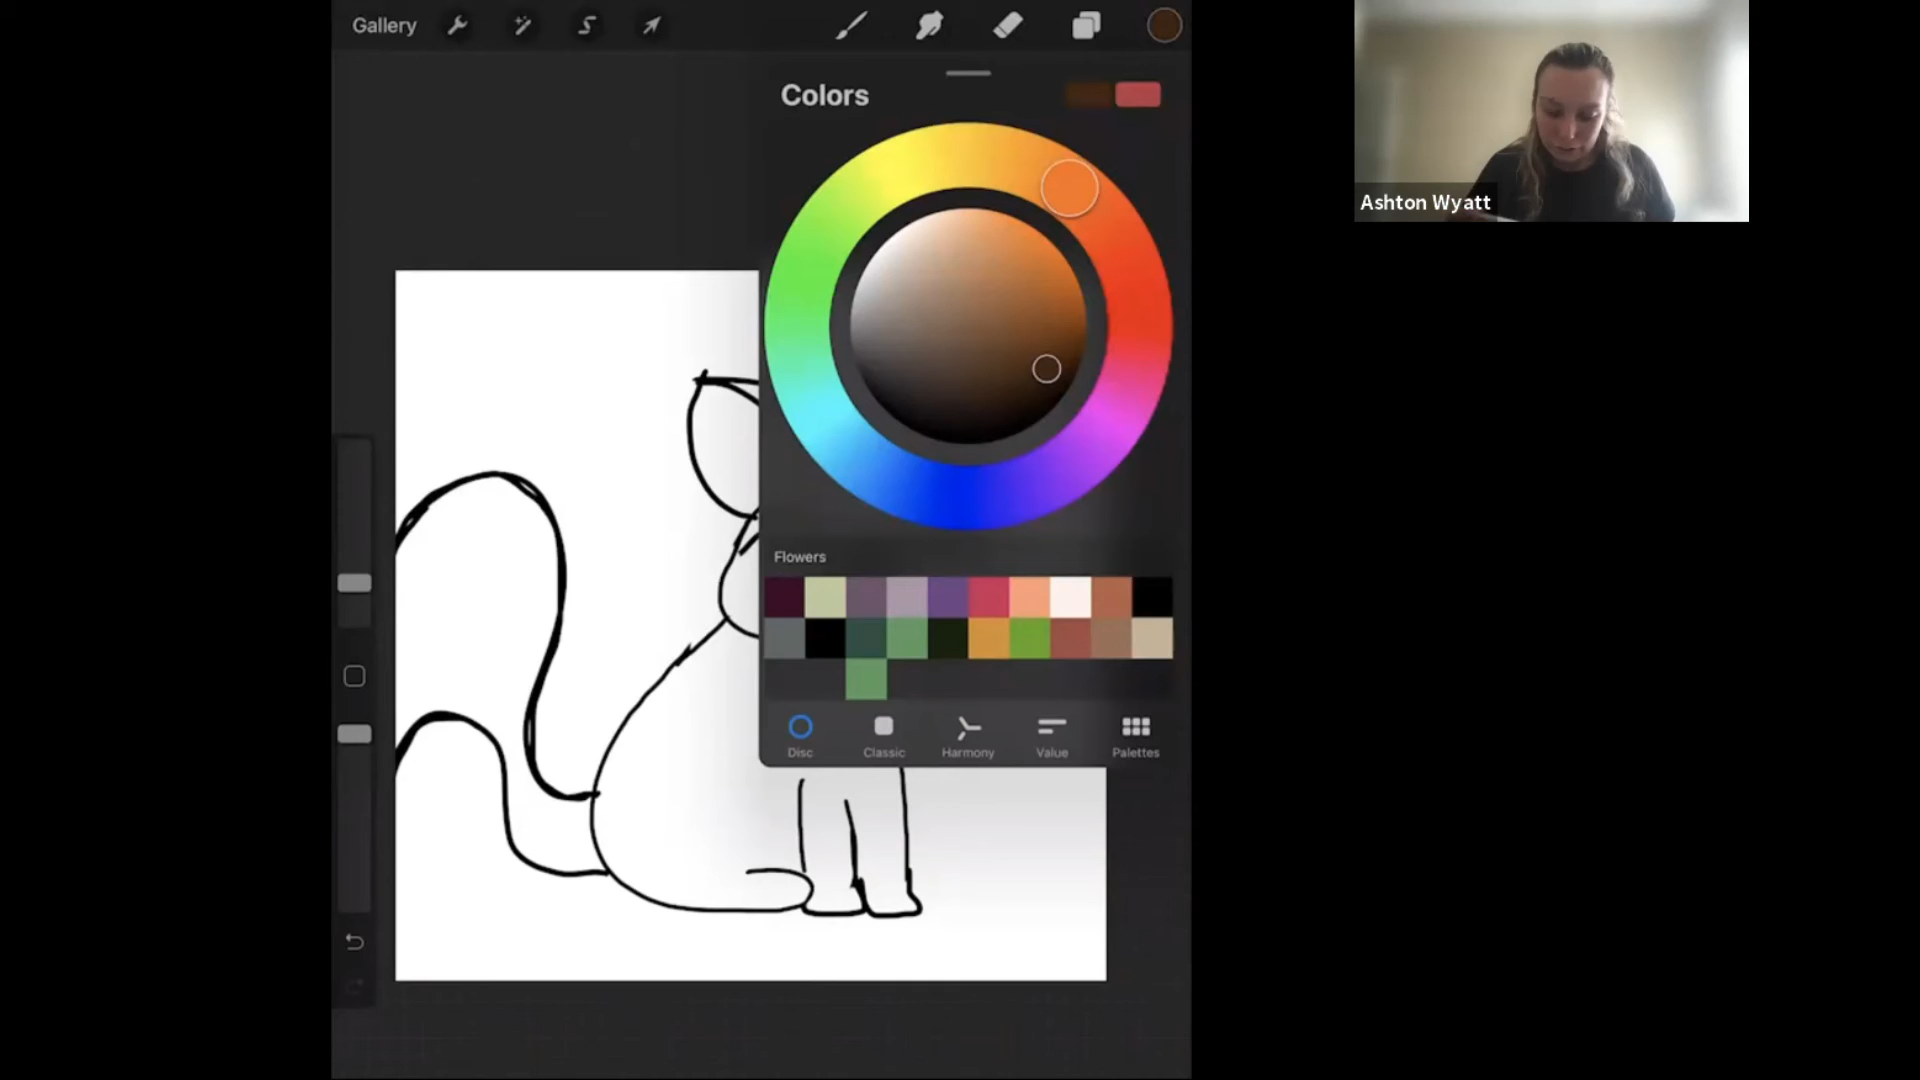 Gallery
Colors
Ashton Wyatt
Flowers
Disc
Classic
Harmony
Value
Palettes